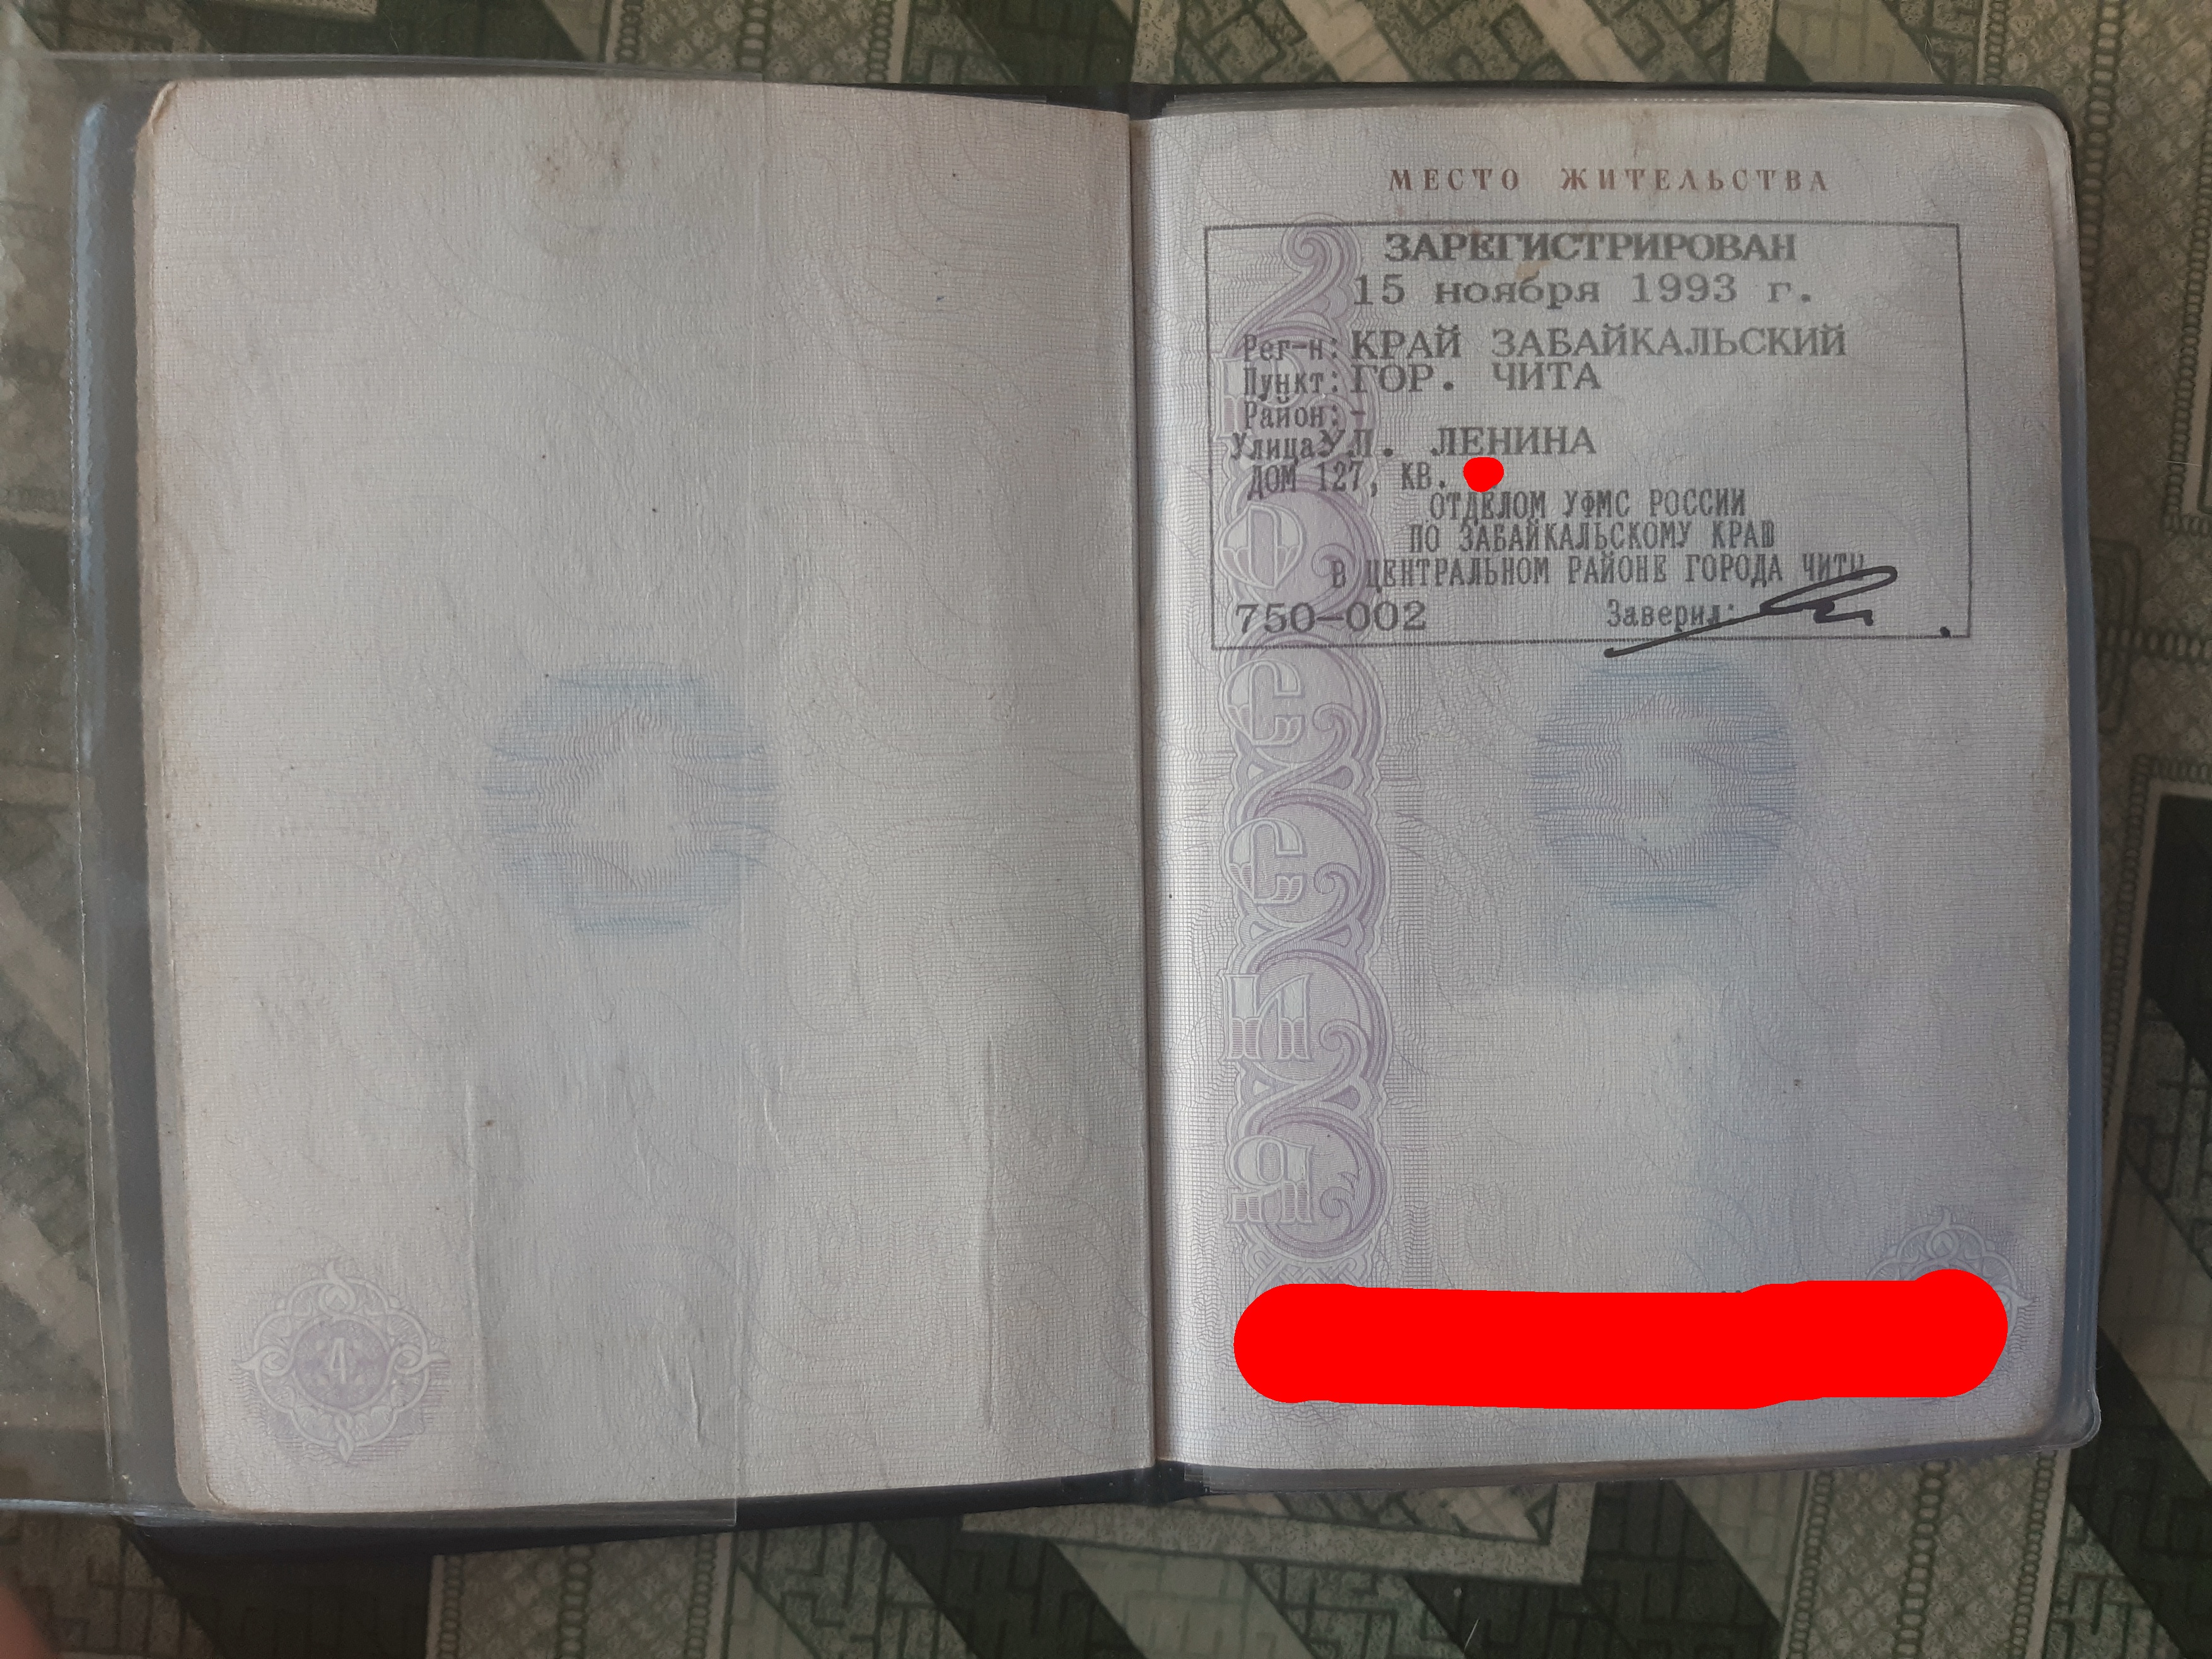 МЕСТО ЖИТЕЛЬСТВА
ЗАРЕГИСТРИРОВАН
15 ноября 1993 г.
Рег-н: КРАЙ ЗАБАЙКАЛЬСКИЙ
Пункт: ГОР. ЧИТА
Район: -
Улица УЛ. ЛЕНИНА
ДОМ 127, КВ.
ОТДЕЛОМ УФМС РОССИИ
ПО ЗАБАЙКАЛЬСКОМУ КРАЮ
В ЦЕНТРАЛЬНОМ РАЙОНЕ ГОРОДА ЧИТЫ
750-002 Заверил:
РОССИЯ
4